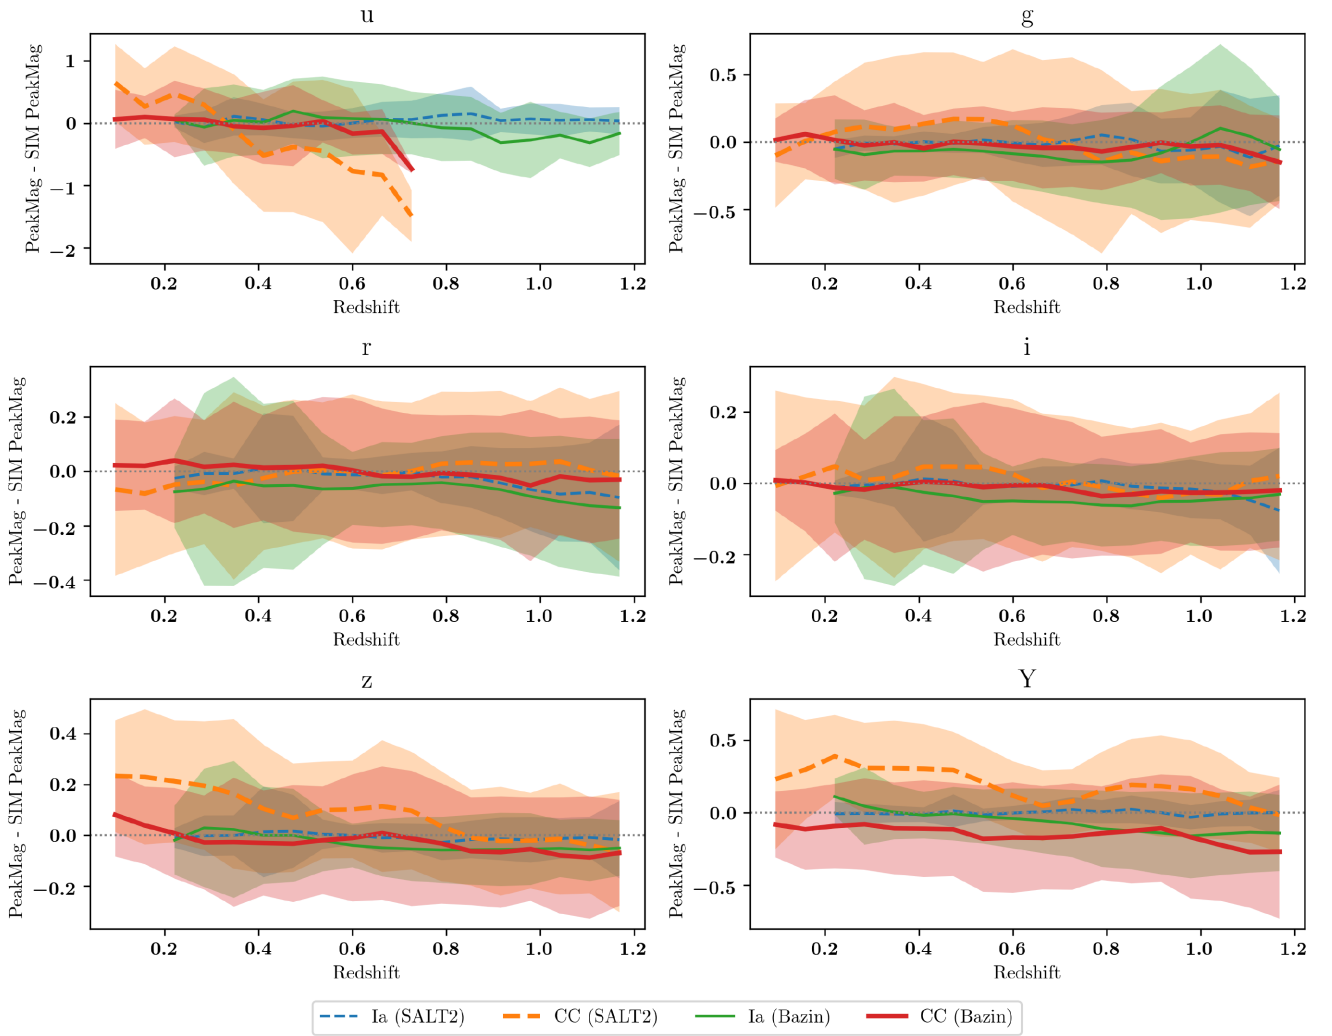 u
g
PeakMag - SIM PeakMag
1
0
−1
−2
0.2 0.4 0.6 0.8 1.0 1.2
Redshift
PeakMag - SIM PeakMag
0.5
0.0
−0.5
0.2 0.4 0.6 0.8 1.0 1.2
Redshift
r
i
PeakMag - SIM PeakMag
0.2
0.0
−0.2
−0.4
0.2 0.4 0.6 0.8 1.0 1.2
Redshift
PeakMag - SIM PeakMag
0.2
0.0
−0.2
0.2 0.4 0.6 0.8 1.0 1.2
Redshift
z
Y
PeakMag - SIM PeakMag
0.4
0.2
0.0
−0.2
0.2 0.4 0.6 0.8 1.0 1.2
Redshift
PeakMag - SIM PeakMag
0.5
0.0
−0.5
0.2 0.4 0.6 0.8 1.0 1.2
Redshift
Ia (SALT2) CC (SALT2) Ia (Bazin) CC (Bazin)